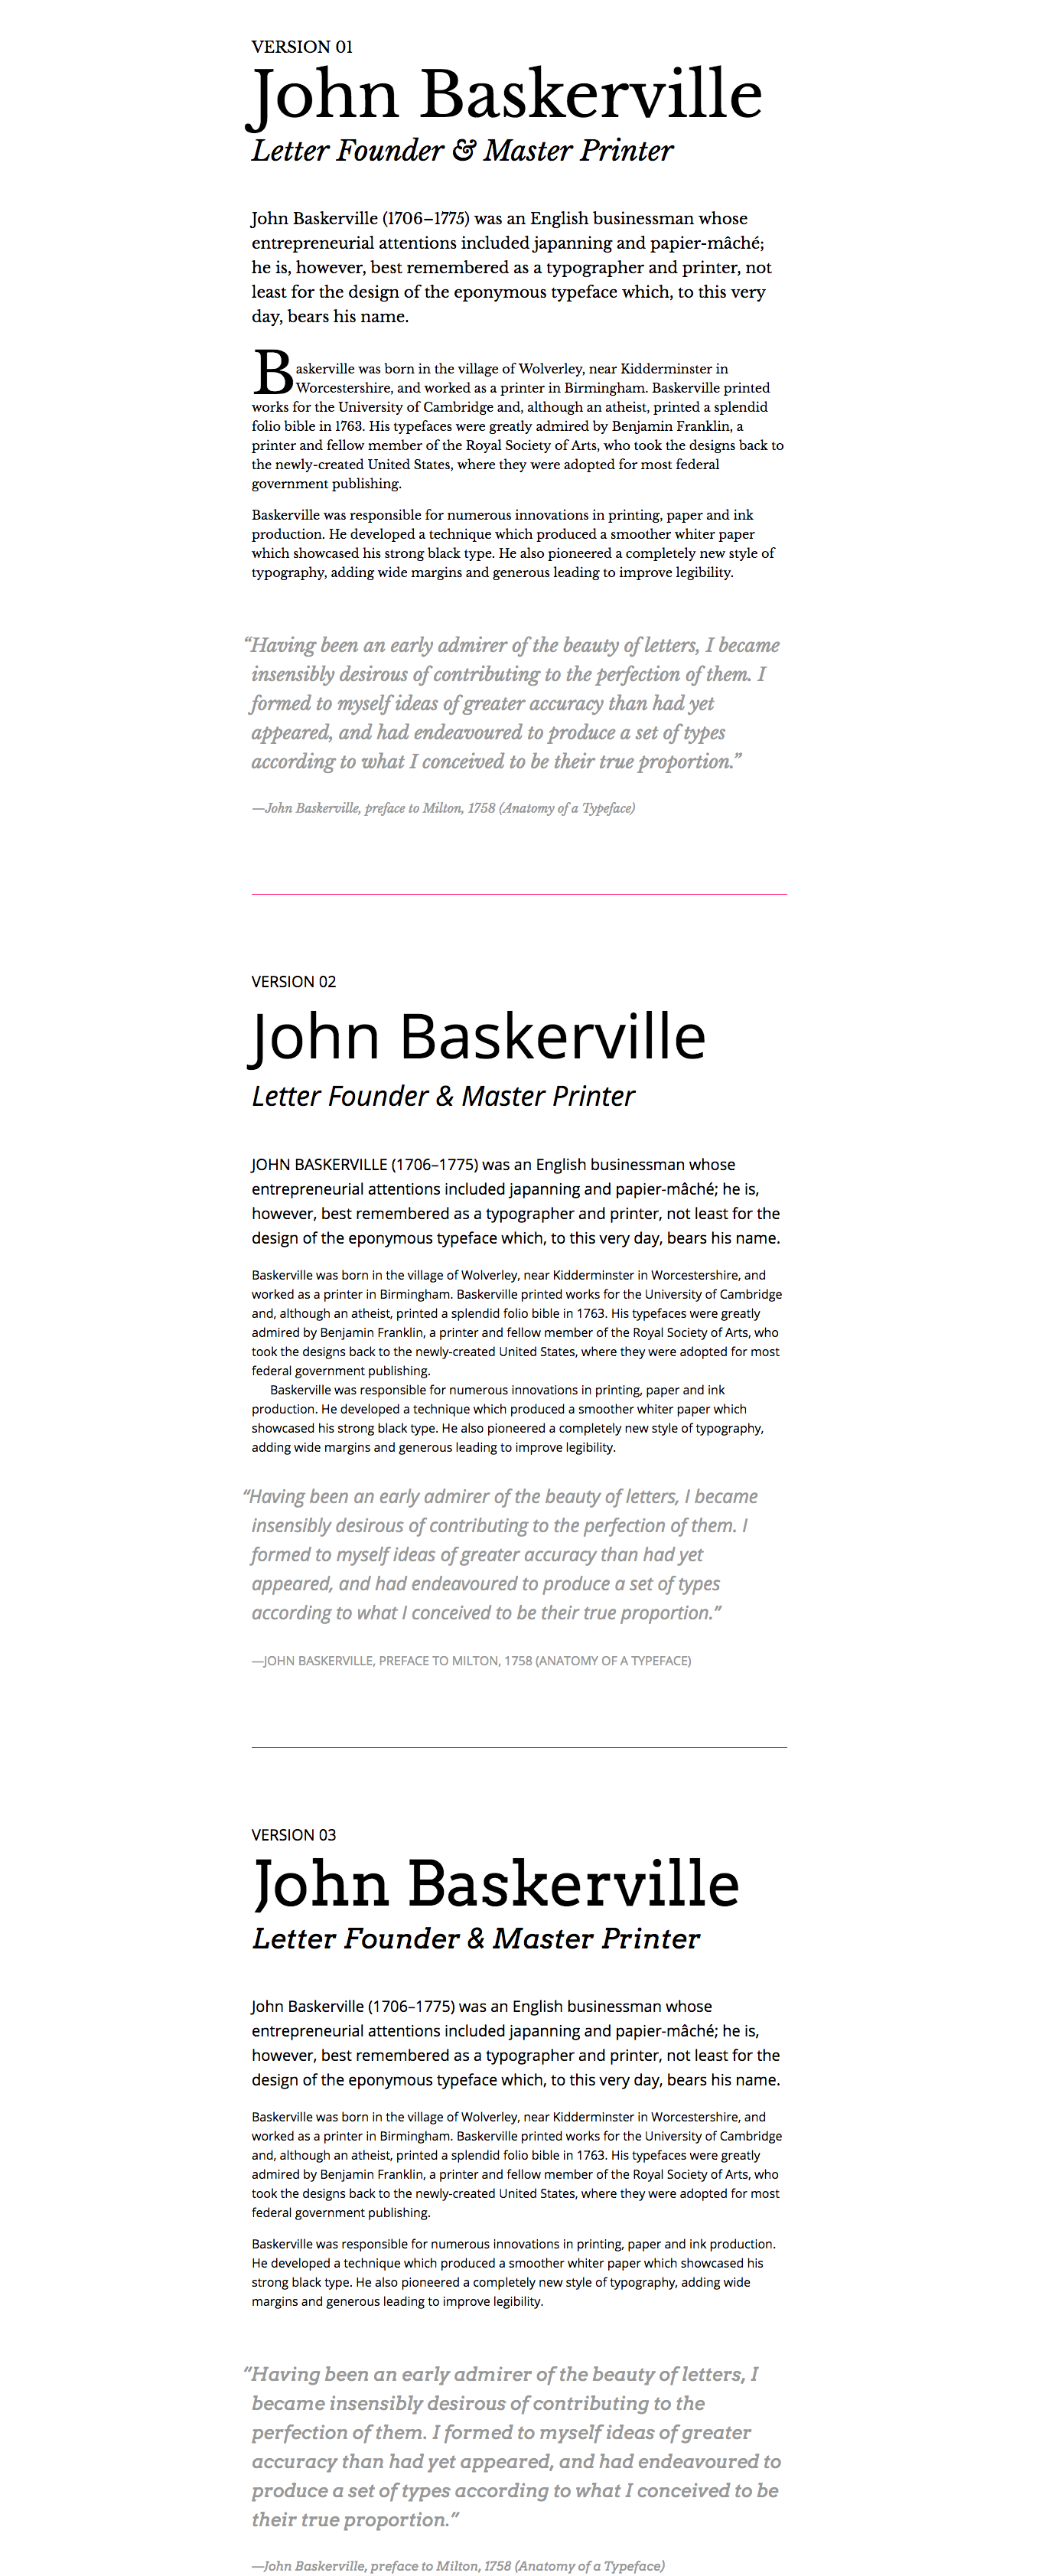 VERSION 01
John Baskerville
Letter Founder & Master Printer
John Baskerville (1706–1775) was an English businessman whose
entrepreneurial attentions included japanning and papier-mâché;
he is, however, best remembered as a typographer and printer, not
least for the design of the eponymous typeface which, to this very
day, bears his name.
Baskerville was born in the village of Wolverley, near Kidderminster in
Worcestershire, and worked as a printer in Birmingham. Baskerville printed
works for the University of Cambridge and, although an atheist, printed a splendid
folio bible in 1763. His typefaces were greatly admired by Benjamin Franklin, a
printer and fellow member of the Royal Society of Arts, who took the designs back to
the newly-created United States, where they were adopted for most federal
government publishing.
Baskerville was responsible for numerous innovations in printing, paper and ink
production. He developed a technique which produced a smoother whiter paper
which showcased his strong black type. He also pioneered a completely new style of
typography, adding wide margins and generous leading to improve legibility.
“Having been an early admirer of the beauty of letters, I became
insensibly desirous of contributing to the perfection of them. I
formed to myself ideas of greater accuracy than had yet
appeared, and had endeavoured to produce a set of types
according to what I conceived to be their true proportion.”
—John Baskerville, preface to Milton, 1758 (Anatomy of a Typeface)
VERSION 02
John Baskerville
Letter Founder & Master Printer
JOHN BASKERVILLE (1706–1775) was an English businessman whose
entrepreneurial attentions included japanning and papier-mâché; he is,
however, best remembered as a typographer and printer, not least for the
design of the eponymous typeface which, to this very day, bears his name.
Baskerville was born in the village of Wolverley, near Kidderminster in Worcestershire, and
worked as a printer in Birmingham. Baskerville printed works for the University of Cambridge
and, although an atheist, printed a splendid folio bible in 1763. His typefaces were greatly
admired by Benjamin Franklin, a printer and fellow member of the Royal Society of Arts, who
took the designs back to the newly-created United States, where they were adopted for most
federal government publishing.
Baskerville was responsible for numerous innovations in printing, paper and ink
production. He developed a technique which produced a smoother whiter paper which
showcased his strong black type. He also pioneered a completely new style of typography,
adding wide margins and generous leading to improve legibility.
“Having been an early admirer of the beauty of letters, I became
insensibly desirous of contributing to the perfection of them. I
formed to myself ideas of greater accuracy than had yet
appeared, and had endeavoured to produce a set of types
according to what I conceived to be their true proportion.”
—JOHN BASKERVILLE, PREFACE TO MILTON, 1758 (ANATOMY OF A TYPEFACE)
VERSION 03
John Baskerville
Letter Founder & Master Printer
John Baskerville (1706–1775) was an English businessman whose
entrepreneurial attentions included japanning and papier-mâché; he is,
however, best remembered as a typographer and printer, not least for the
design of the eponymous typeface which, to this very day, bears his name.
Baskerville was born in the village of Wolverley, near Kidderminster in Worcestershire, and
worked as a printer in Birmingham. Baskerville printed works for the University of Cambridge
and, although an atheist, printed a splendid folio bible in 1763. His typefaces were greatly
admired by Benjamin Franklin, a printer and fellow member of the Royal Society of Arts, who
took the designs back to the newly-created United States, where they were adopted for most
federal government publishing.
Baskerville was responsible for numerous innovations in printing, paper and ink production.
He developed a technique which produced a smoother whiter paper which showcased his
strong black type. He also pioneered a completely new style of typography, adding wide
margins and generous leading to improve legibility.
“Having been an early admirer of the beauty of letters, I
became insensibly desirous of contributing to the
perfection of them. I formed to myself ideas of greater
accuracy than had yet appeared, and had endeavoured to
produce a set of types according to what I conceived to be
their true proportion.”
—John Baskerville, preface to Milton, 1758 (Anatomy of a Typeface)